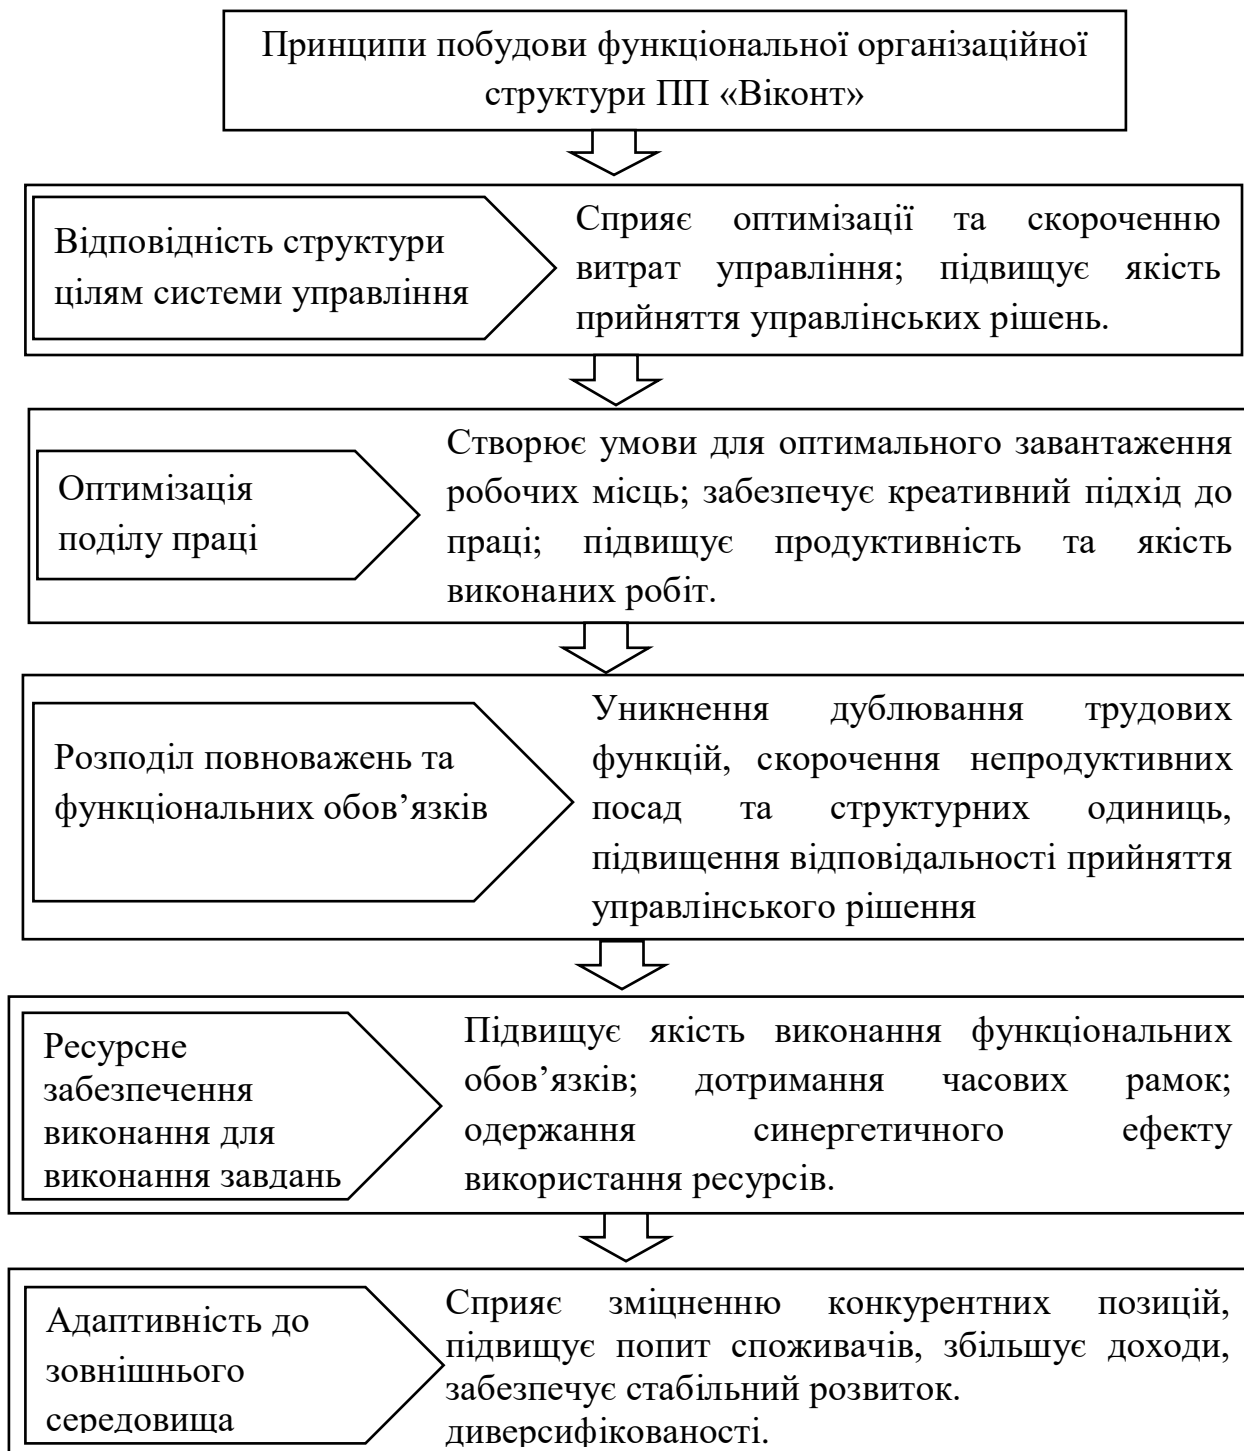 Принципи побудови функціональної організаційної
структури ПП «Віконт»
Відповідність структури
цілям системи управління
Сприяє оптимізації та скороченню
витрат управління; підвищує якість
прийняття управлінських рішень.
Оптимізація
поділу праці
Створює умови для оптимального завантаження
робочих місць; забезпечує креативний підхід до
праці; підвищує продуктивність та якість
виконаних робіт.
Розподіл повноважень та
функціональних обов’язків
Уникнення дублювання трудових
функцій, скорочення непродуктивних
посад та структурних одиниць,
підвищення відповідальності прийняття
управлінського рішення
Ресурсне
забезпечення
виконання для
виконання завдань
Підвищує якість виконання функціональних
обов’язків; дотримання часових рамок;
одержання синергетичного ефекту
використання ресурсів.
Адаптивність до
зовнішнього
середовища
Сприяє зміцненню конкурентних позицій,
підвищує попит споживачів, збільшує доходи,
забезпечує стабільний розвиток.
диверсифікованості.